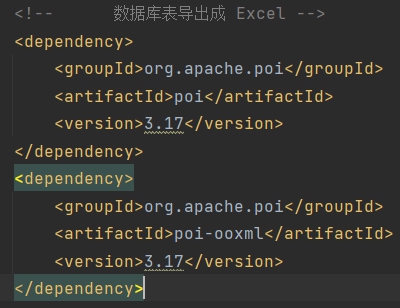 <!--      数据库表导出成 Excel -->
<dependency>
    <groupId>org.apache.poi</groupId>
    <artifactId>poi</artifactId>
    <version>3.17</version>
</dependency>
<dependency>
    <groupId>org.apache.poi</groupId>
    <artifactId>poi-ooxml</artifactId>
    <version>3.17</version>
</dependency>